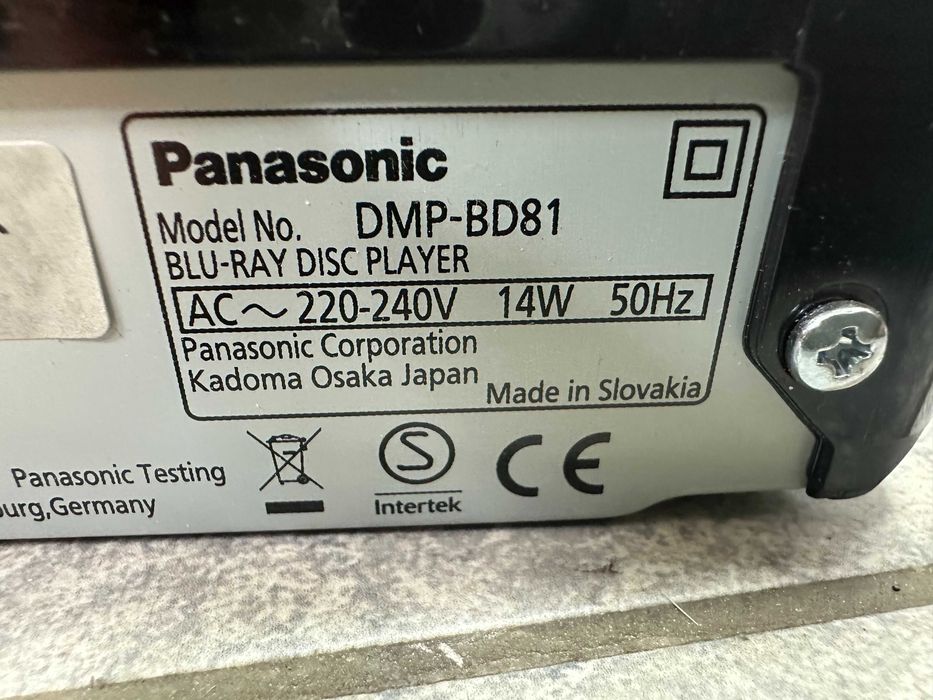 Panasonic
Model No. DMP-BD81
BLU-RAY DISC PLAYER
AC～220-240V 14W 50Hz
Panasonic Corporation
Kadoma Osaka Japan
Made in Slovakia
Panasonic Testing
Germany
S
Intertek
CE